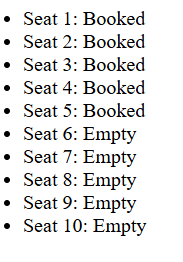 Seat 1: Booked
Seat 2: Booked
Seat 3: Booked
Seat 4: Booked
Seat 5: Booked
Seat 6: Empty
Seat 7: Empty
Seat 8: Empty
Seat 9: Empty
Seat 10: Empty